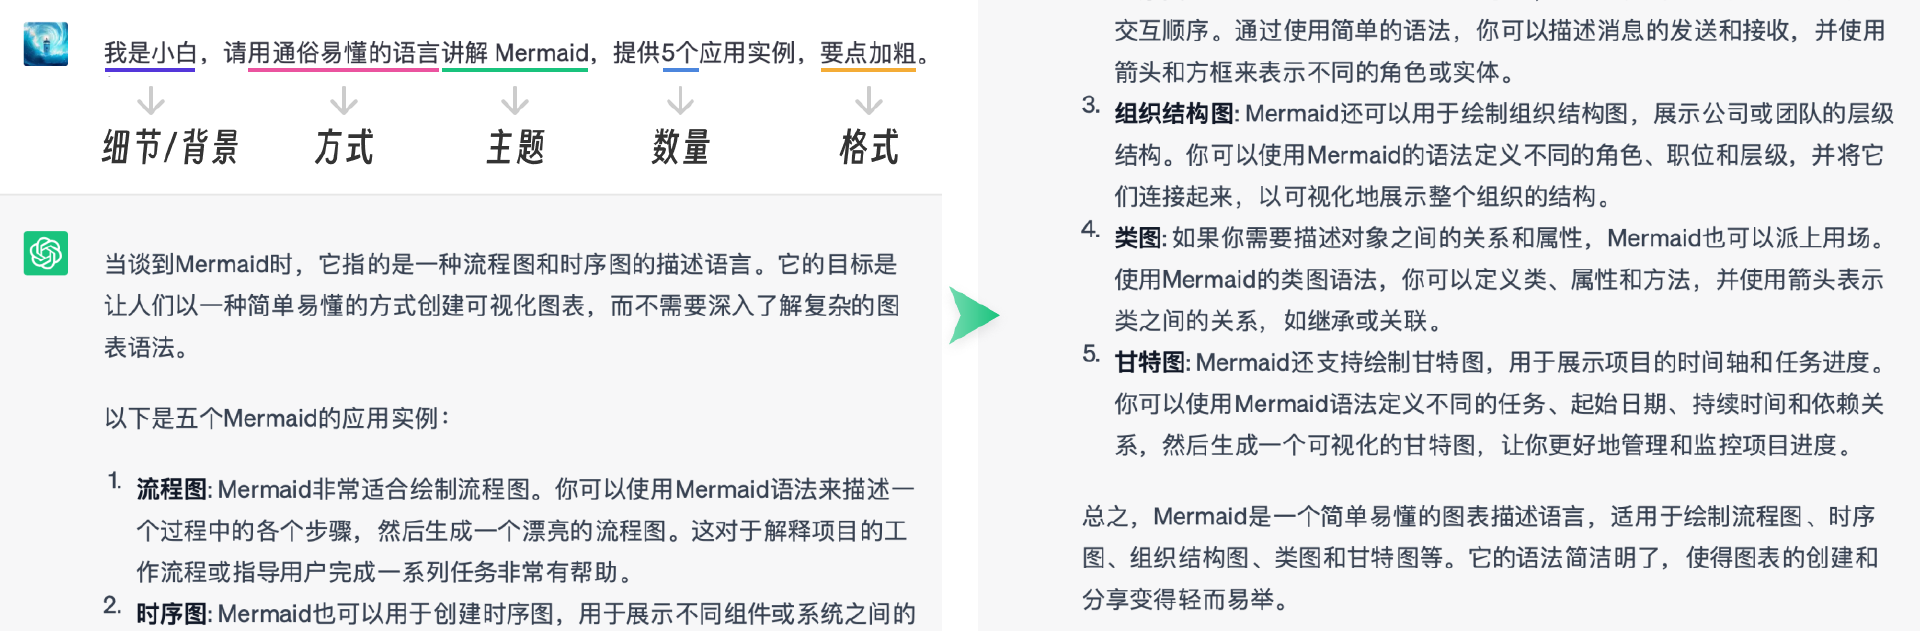 我是小白，请用通俗易懂的语言讲解 Mermaid，提供5个应用实例，要点加粗。
细节/背景 方式 主题 数量 格式
当谈到Mermaid时，它指的是一种流程图和时序图的描述语言。它的目标是
让人们以一种简单易懂的方式创建可视化图表，而不需要深入了解复杂的图
表语法。
以下是五个Mermaid的应用实例：
1. 流程图: Mermaid非常适合绘制流程图。你可以使用Mermaid语法来描述一
个过程中的各个步骤，然后生成一个漂亮的流程图。这对于解释项目的工
作流程或指导用户完成一系列任务非常有帮助。
2. 时序图: Mermaid也可以用于创建时序图，用于展示不同组件或系统之间的
交互顺序。通过使用简单的语法，你可以描述消息的发送和接收，并使用
箭头和方框来表示不同的角色或实体。
3. 组织结构图: Mermaid还可以用于绘制组织结构图，展示公司或团队的层级
结构。你可以使用Mermaid的语法定义不同的角色、职位和层级，并将它
们连接起来，以可视化地展示整个组织的结构。
4. 类图: 如果你需要描述对象之间的关系和属性，Mermaid也可以派上用场。
使用Mermaid的类图语法，你可以定义类、属性和方法，并使用箭头表示
类之间的关系，如继承或关联。
5. 甘特图: Mermaid还支持绘制甘特图，用于展示项目的时间轴和任务进度。
你可以使用Mermaid语法定义不同的任务、起始日期、持续时间和依赖关
系，然后生成一个可视化的甘特图，让你更好地管理和监控项目进度。
总之，Mermaid是一个简单易懂的图表描述语言，适用于绘制流程图、时序
图、组织结构图、类图和甘特图等。它的语法简洁明了，使得图表的创建和
分享变得轻而易举。